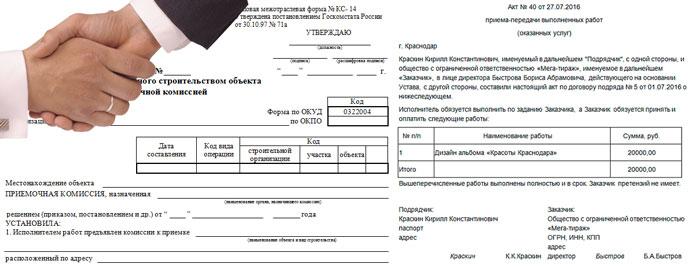 овая межотраслевая форма № КС- 14
тверждена постановлением Госкомстата России
от 30.10.97 № 71а
УТВЕРЖДАЮ
(должность)
(подпись) (расшифровка подписи)
" " г.
№
ного строительством объекта
чной комиссией
Код
Форма по ОКУД 0322004
по ОКПО
Дата составления Код вида операции Код
строительной организации участка объекта
Местонахождение объекта
ПРИЕМОЧНАЯ КОМИССИЯ, назначенная
(наименование органа, назначившего комиссию)
решением (приказом, постановлением и др.) от " " года
УСТАНОВИЛА:
1. Исполнителем работ предъявлен комиссии к приемке
(наименование объекта и вид строительства)
расположенный по адресу
Акт № 40 от 27.07.2016
приема-передачи выполненных работ
(оказанных услуг)
г. Краснодар
Краскин Кирилл Константинович, именуемый в дальнейшем "Подрядчик", с одной стороны, и
общество с ограниченной ответственностью «Мега-тираж», именуемое в дальнейшем
«Заказчик», в лице директора Быстрова Бориса Абрамовича, действующего на основании
Устава, с другой стороны, составили настоящий акт по договору подряда № 5 от 01.07.2016 о
нижеследующем.
Исполнитель обязуется выполнить по заданию Заказчика, а Заказчик обязуется принять и
оплатить следующие работы:
№ п/п Наименование работы Сумма, руб.
1 Дизайн альбома «Красоты Краснодара» 20000,00
Итого 20000,00
Вышеперечисленные работы выполнены полностью и в срок. Заказчик претензий не имеет.
Подрядчик: Заказчик:
Краскин Кирилл Константинович Общество с ограниченной ответственностью
паспорт «Мега-тираж»
адрес ОГРН, ИНН, КПП
адрес
Краскин К.К.Краскин директор Быстров Б.А.Быстров